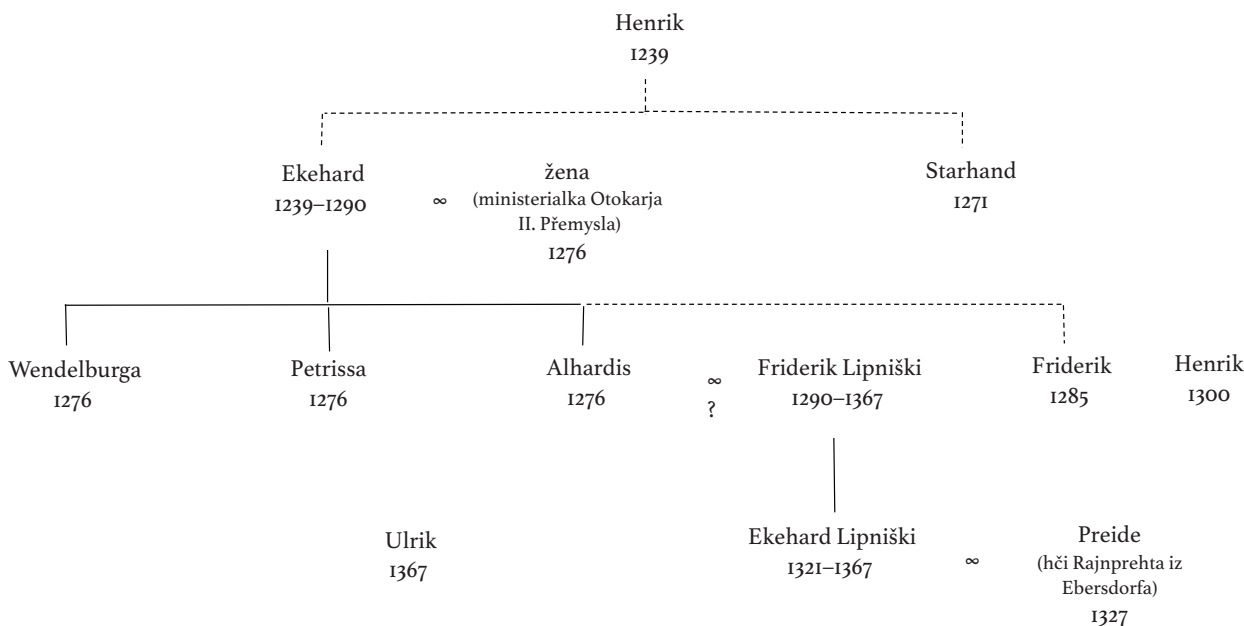 Henrik
1239
Ekehard
1239–1290
∞
žena
(ministerialka Otokarja
II. Přemysla)
1276
Starhand
1271
Wendelburga
1276
Petrissa
1276
Alhardis
1276
∞
?
Friderik Lipniški
1290–1367
Friderik
1285
Henrik
1300
Ulrik
1367
Ekehard Lipniški
1321–1367
∞
Preide
(hči Rajnprehta iz
Ebersdorfa)
1327